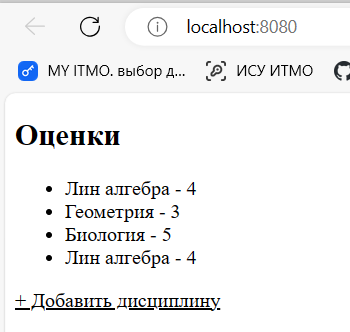 localhost:8080
MY ITMO. выбор д...
ИСУ ИТМО
Оценки
Лин алгебра - 4
Геометрия - 3
Биология - 5
Лин алгебра - 4
+ Добавить дисциплину